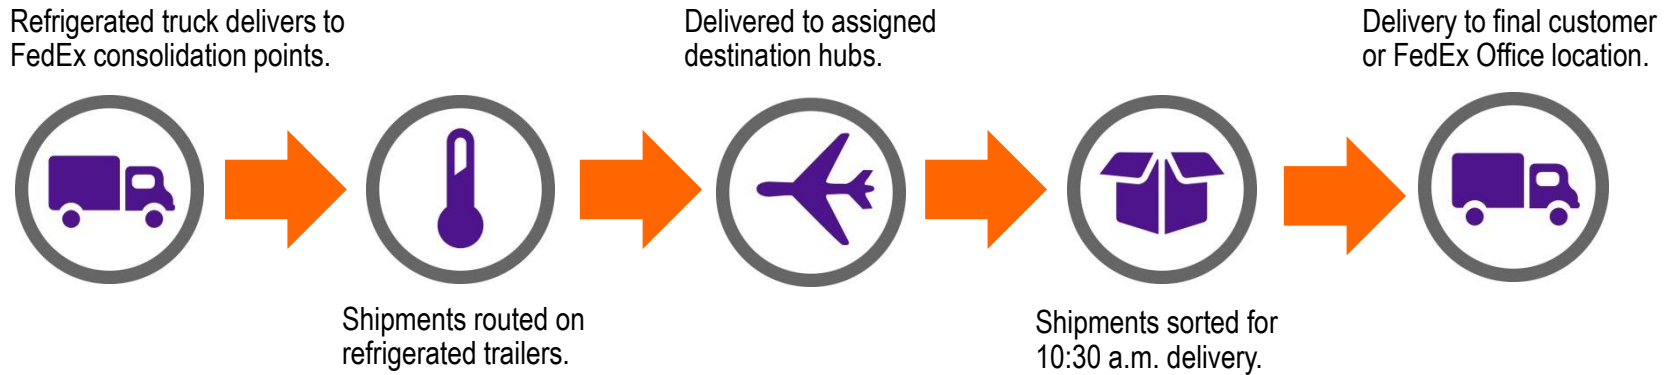 Refrigerated truck delivers to
FedEx consolidation points.
Shipments routed on
refrigerated trailers.
Delivered to assigned
destination hubs.
Shipments sorted for
10:30 a.m. delivery.
Delivery to final customer
or FedEx Office location.